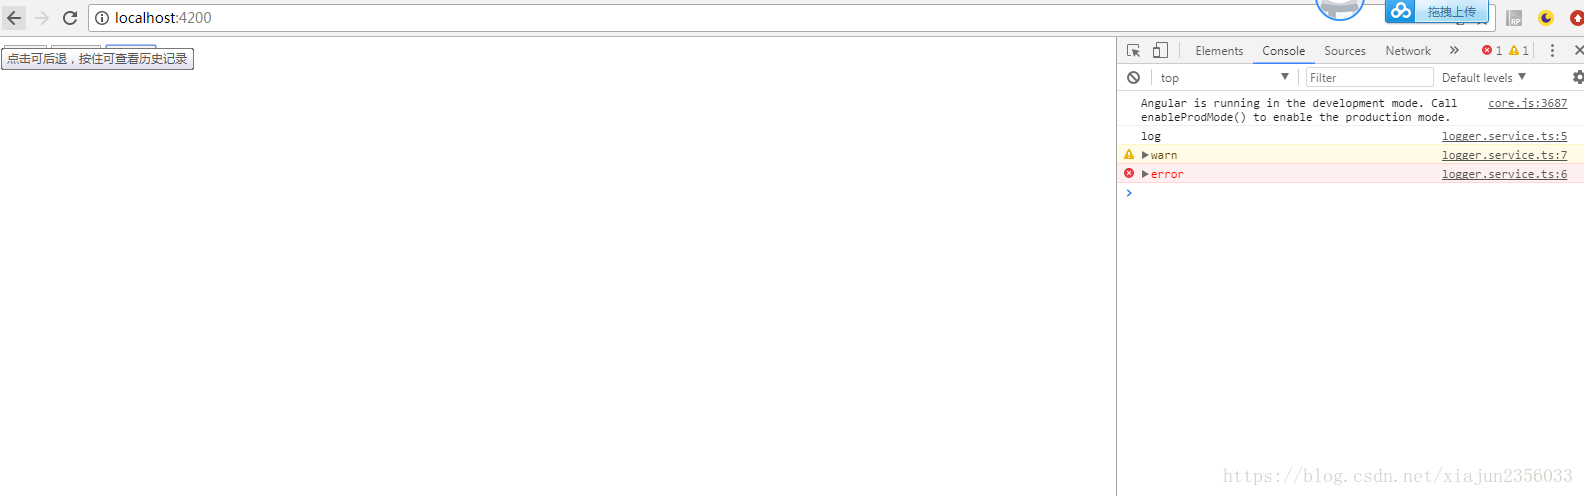 localhost:4200
拖拽上传
RP
点击可后退，按住可查看历史记录
Elements Console Sources Network » 1 1
top Filter Default levels
Angular is running in the development mode. Call core.js:3687
enableProdMode() to enable the production mode.
log logger.service.ts:5
warn logger.service.ts:7
error logger.service.ts:6
https://blog.csdn.net/xiajun2356033